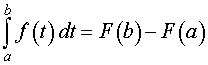 ∫_a^b f(t) dt = F(b) − F(a)